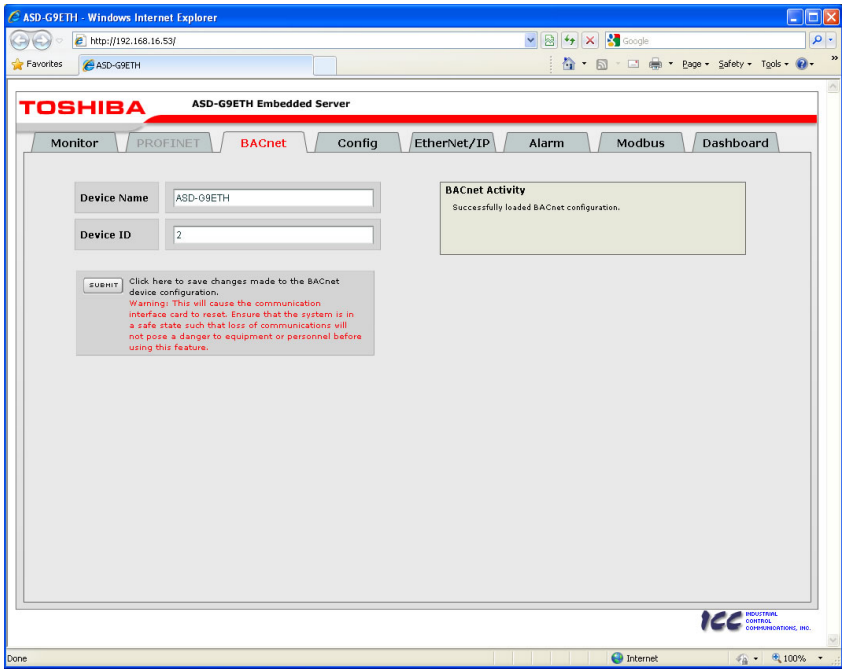 ASD-G9ETH - Windows Internet Explorer
http://192.168.16.53/
Google
Favorites
ASD-G9ETH
Page
Safety
Tools
»
TOSHIBA
ASD-G9ETH Embedded Server
Monitor
PROFINET
BACnet
Config
EtherNet/IP
Alarm
Modbus
Dashboard
Device Name
ASD-G9ETH
Device ID
2
BACnet Activity
Successfully loaded BACnet configuration.
SUBMIT
Click here to save changes made to the BACnet
device configuration.
Warning: This will cause the communication
interface card to reset. Ensure that the system is in
a safe state such that loss of communications will
not pose a danger to equipment or personnel before
using this feature.
ICC
INDUSTRIAL
CONTROL
COMMUNICATIONS, INC.
Done
Internet
100%